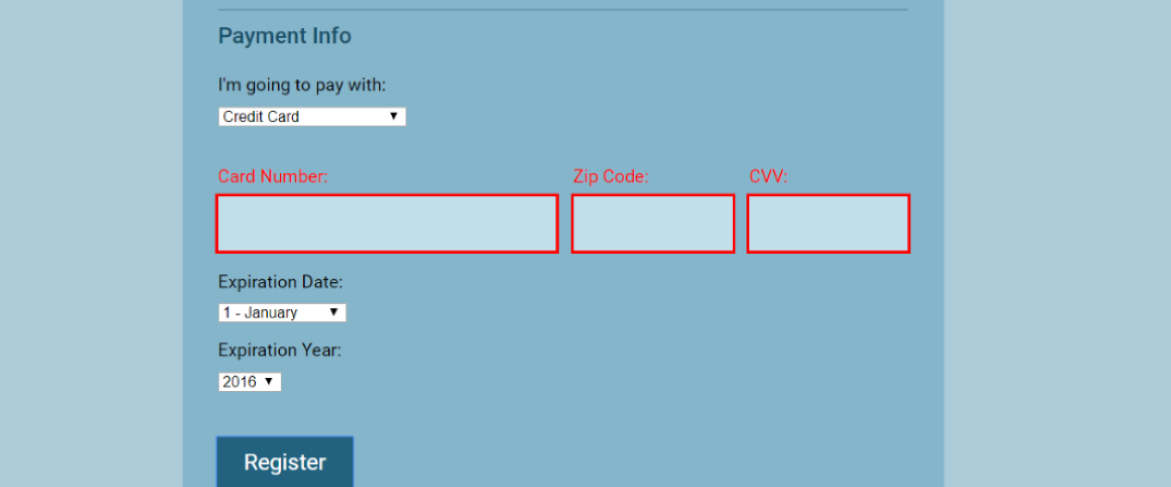 Payment Info
I'm going to pay with:
Credit Card
Card Number: Zip Code: CVV:
Expiration Date:
1 - January
Expiration Year:
2016
Register